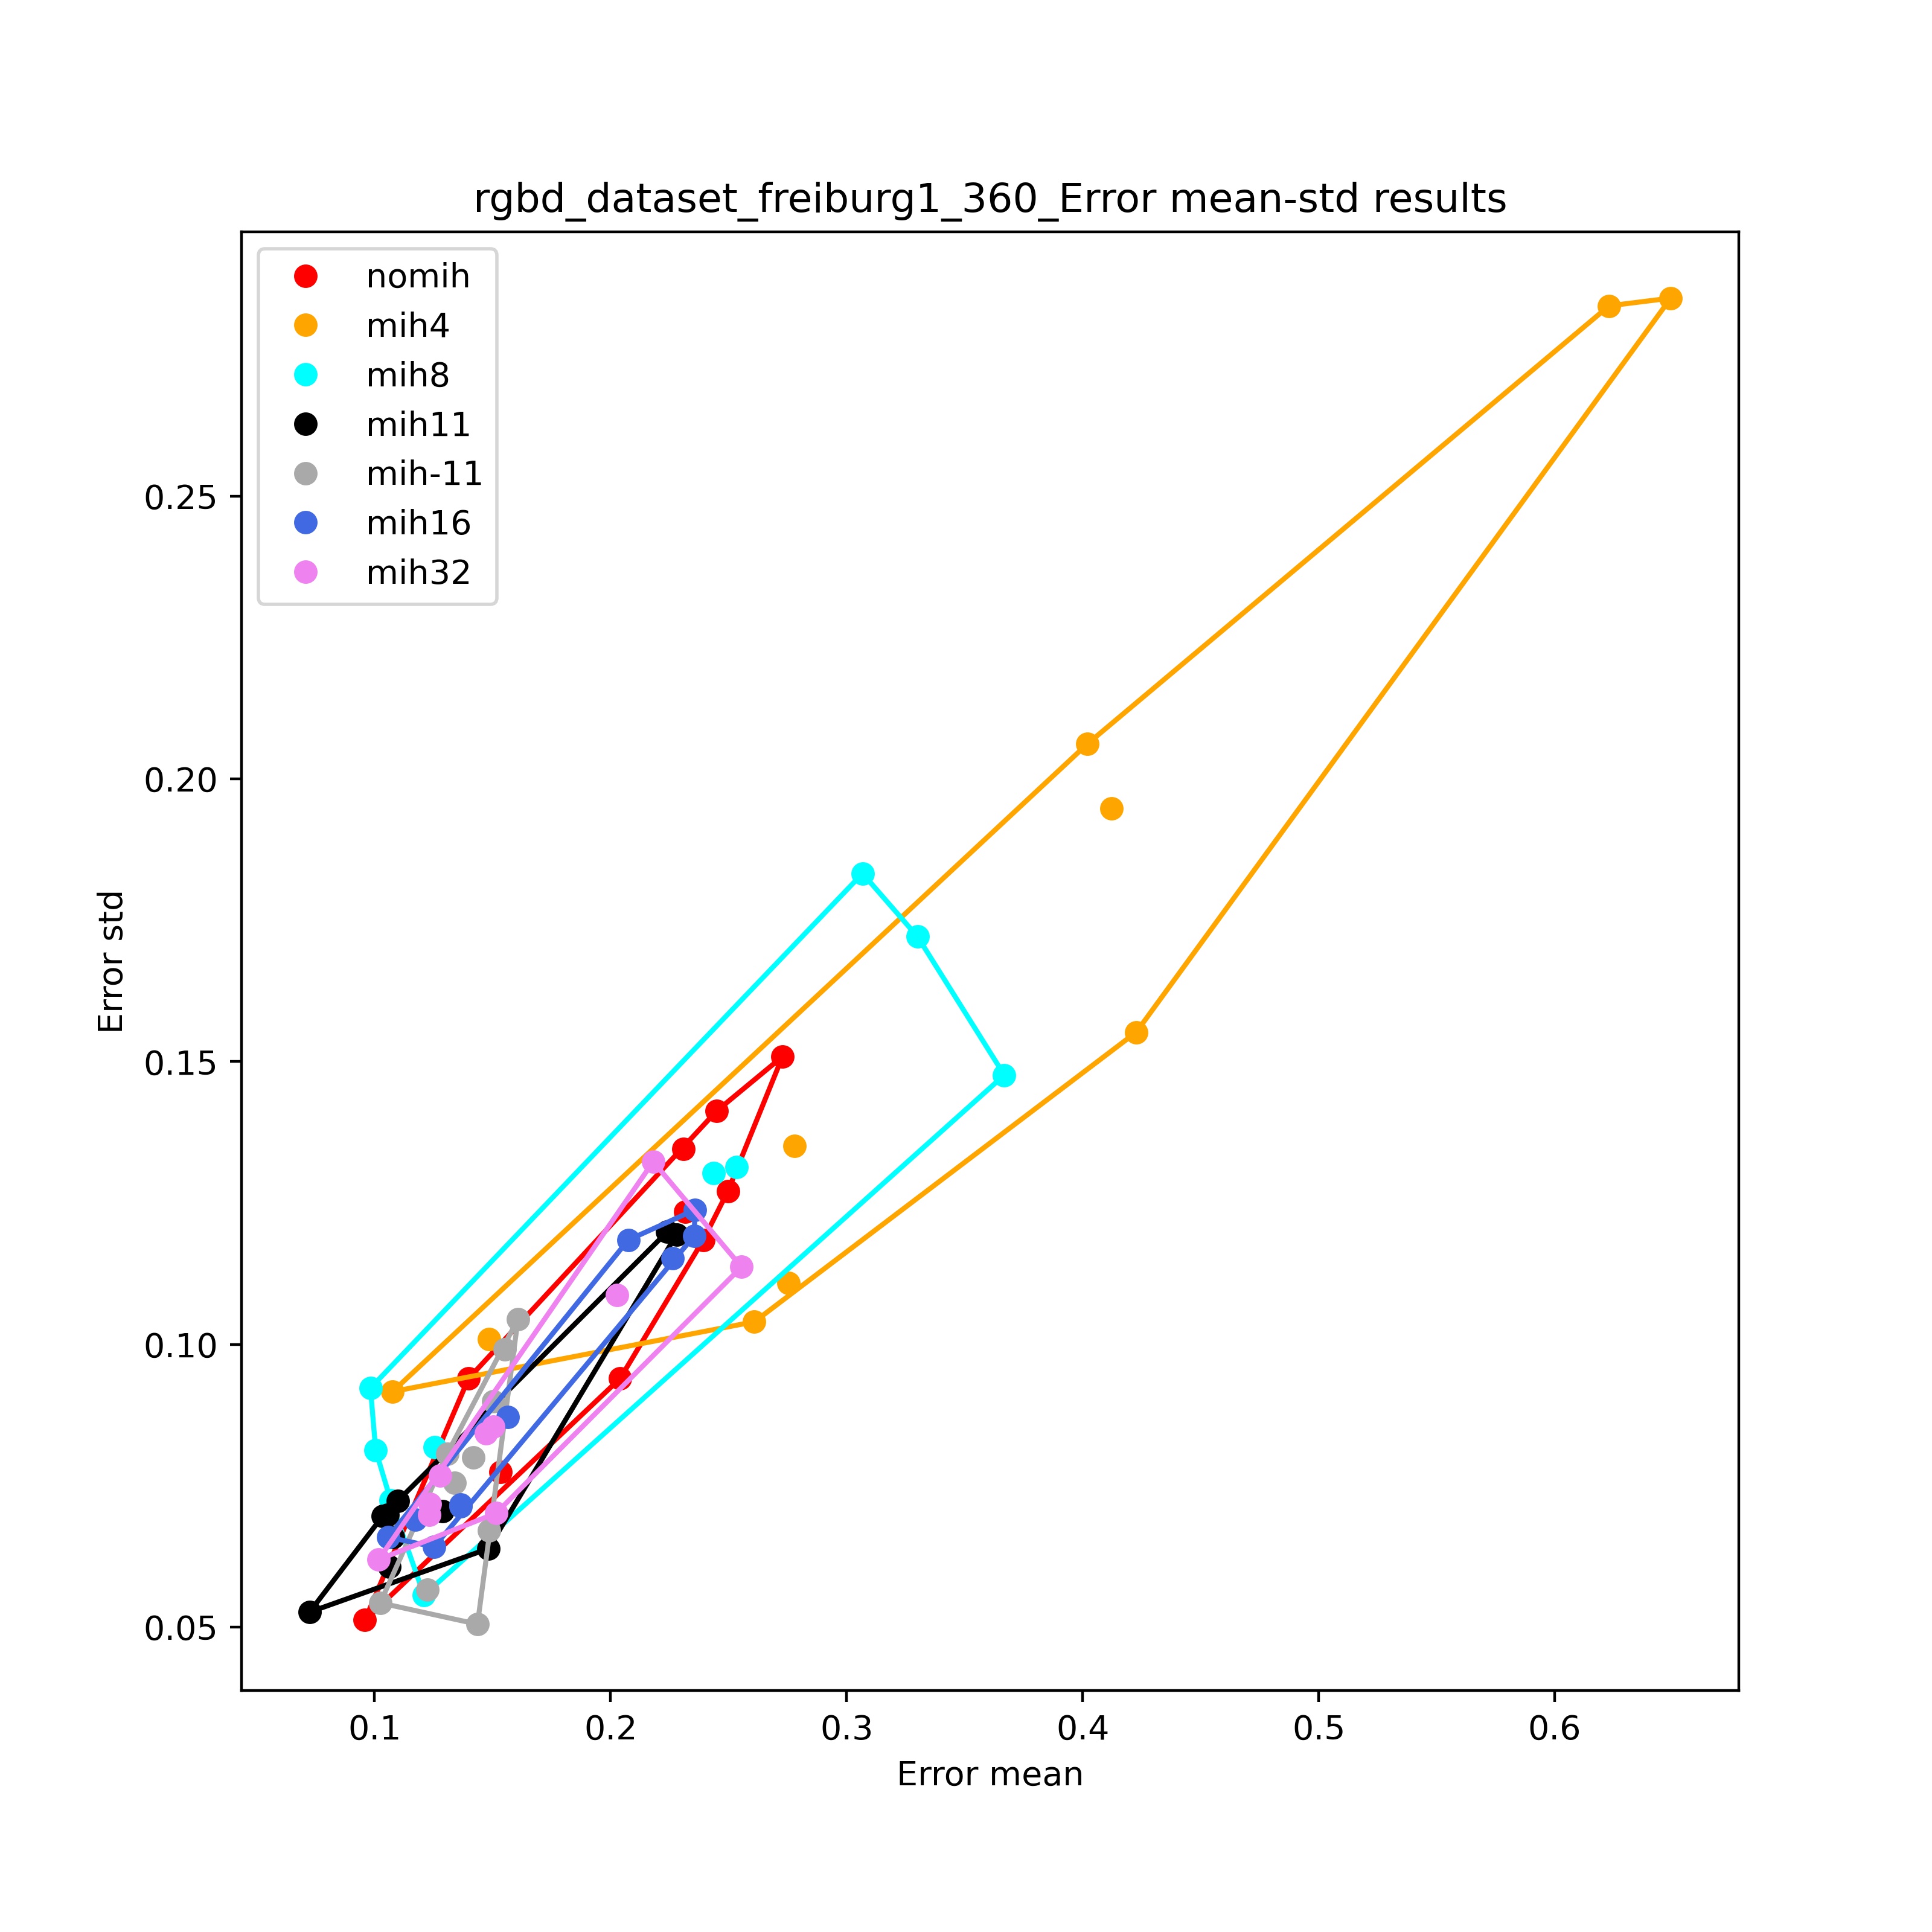 rgbd_dataset_freiburg1_360_Error mean-std results
nomih
mih4
mih8
mih11
mih-11
mih16
mih32
0.25
0.20
0.15
0.10
0.05
Error std
0.1 0.2 0.3 0.4 0.5 0.6
Error mean